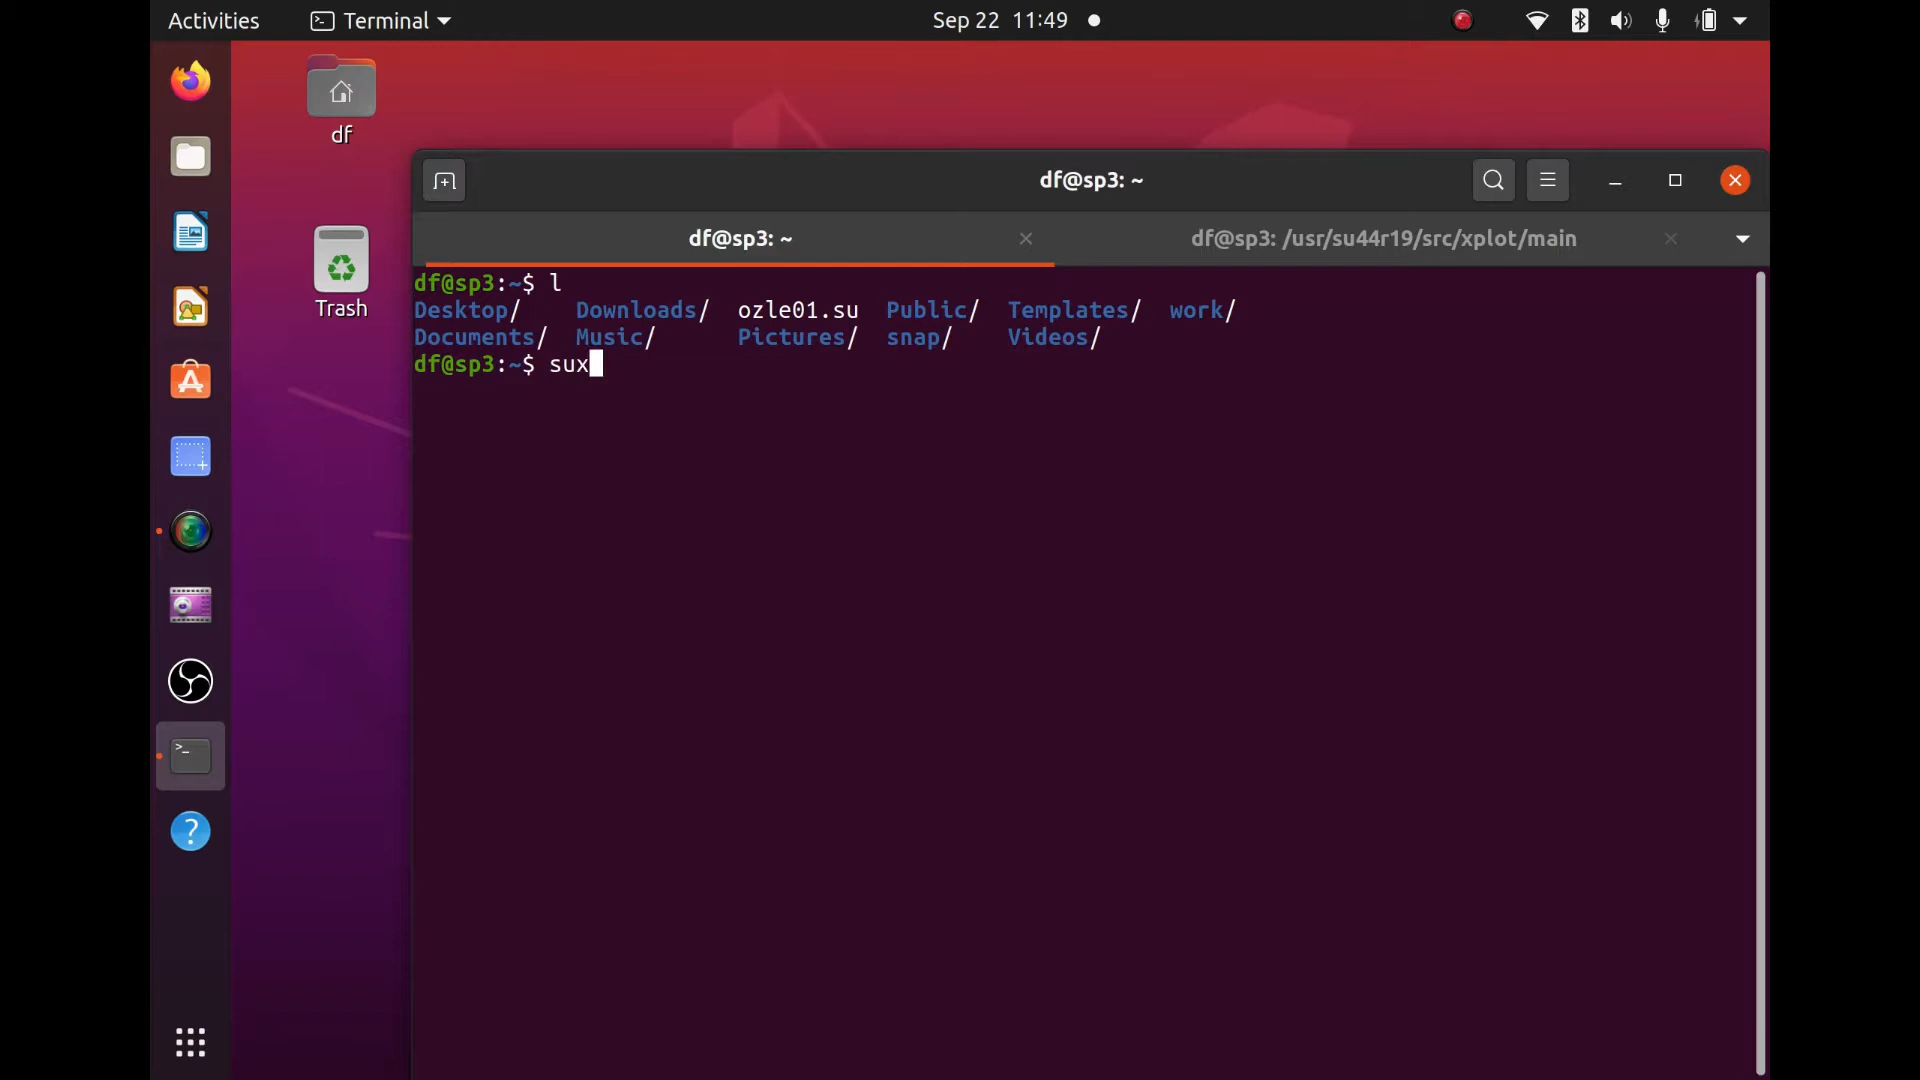 Activities Terminal Sep 22 11:49
df
Trash
df@sp3: ~
df@sp3: ~ df@sp3: /usr/su44r19/src/xplot/main
df@sp3:~$ l
Desktop/ Downloads/ ozle01.su Public/ Templates/ work/
Documents/ Music/ Pictures/ snap/ Videos/
df@sp3:~$ sux